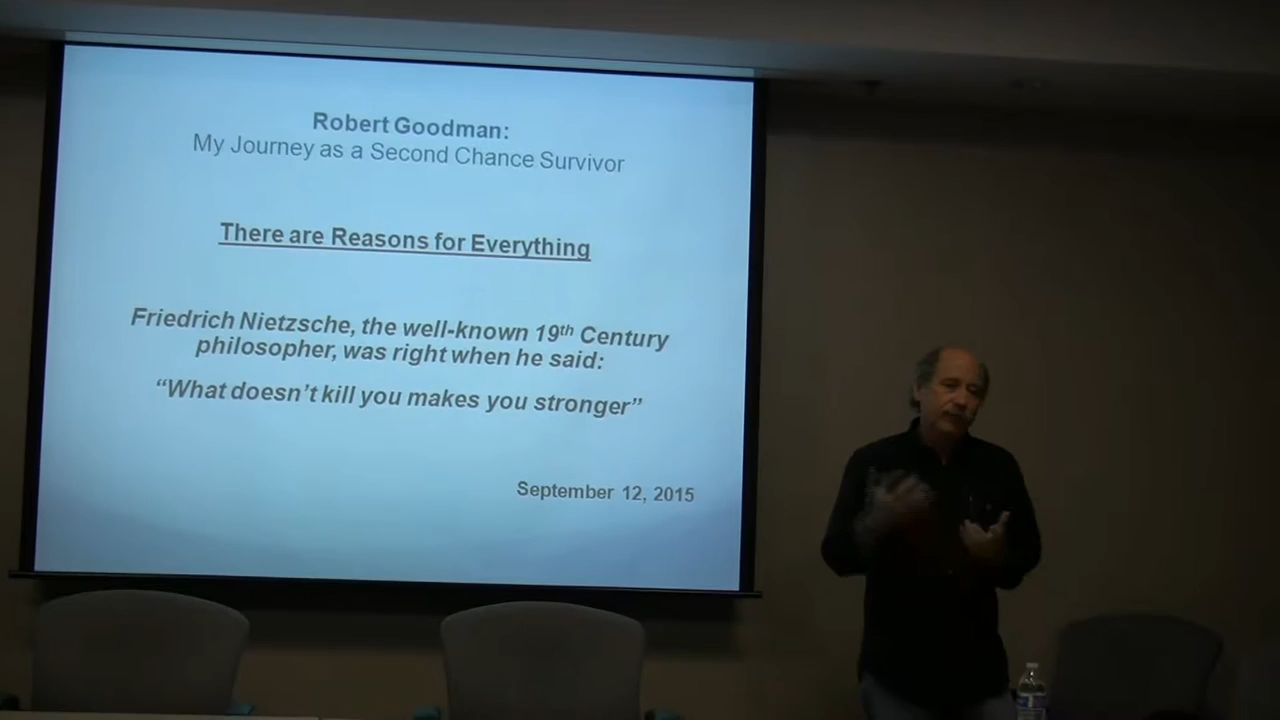 Robert Goodman:
My Journey as a Second Chance Survivor
There are Reasons for Everything
Friedrich Nietzsche, the well-known 19th Century
philosopher, was right when he said:
“What doesn’t kill you makes you stronger”
September 12, 2015